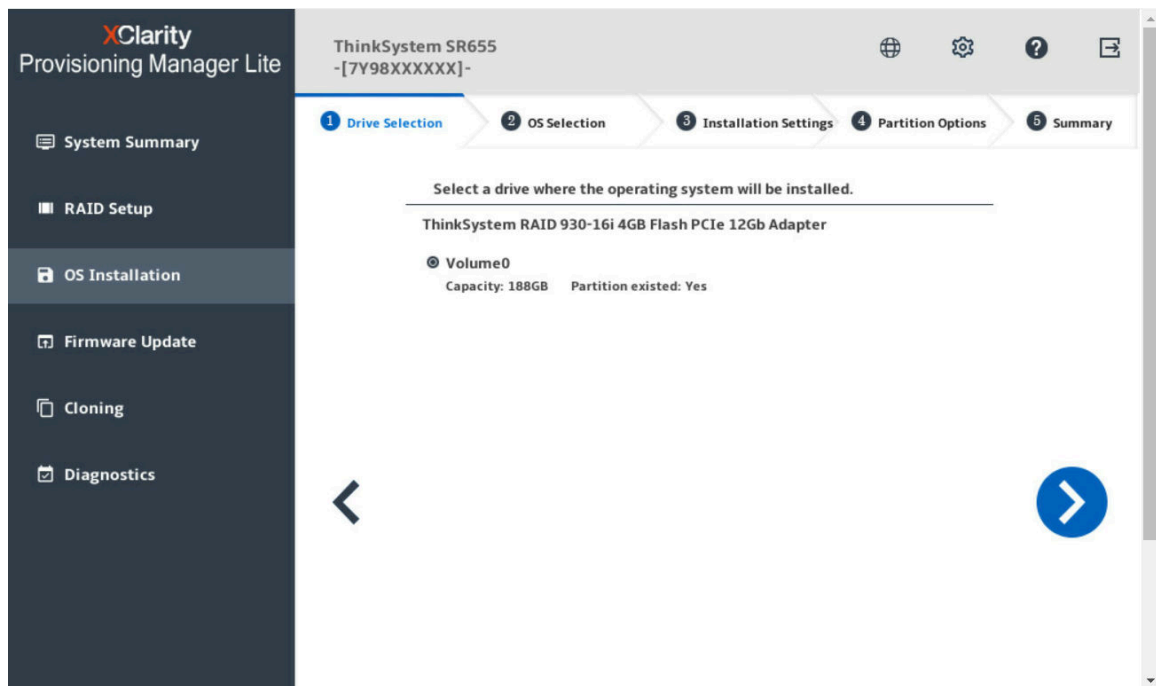 XClarity
Provisioning Manager Lite
System Summary
RAID Setup
OS Installation
Firmware Update
Cloning
Diagnostics
ThinkSystem SR655
-[7Y98XXXXXX]-
1 Drive Selection
2 OS Selection
3 Installation Settings
4 Partition Options
5 Summary
Select a drive where the operating system will be installed.
ThinkSystem RAID 930-16i 4GB Flash PCIe 12Gb Adapter
Volume0
Capacity: 188GB Partition existed: Yes